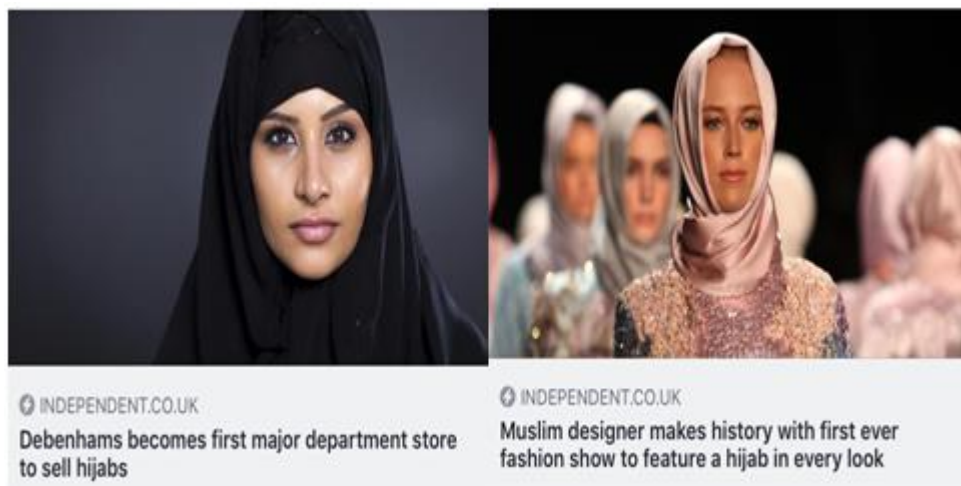 INDEPENDENT.CO.UK
Debenhams becomes first major department store
to sell hijabs
INDEPENDENT.CO.UK
Muslim designer makes history with first ever
fashion show to feature a hijab in every look